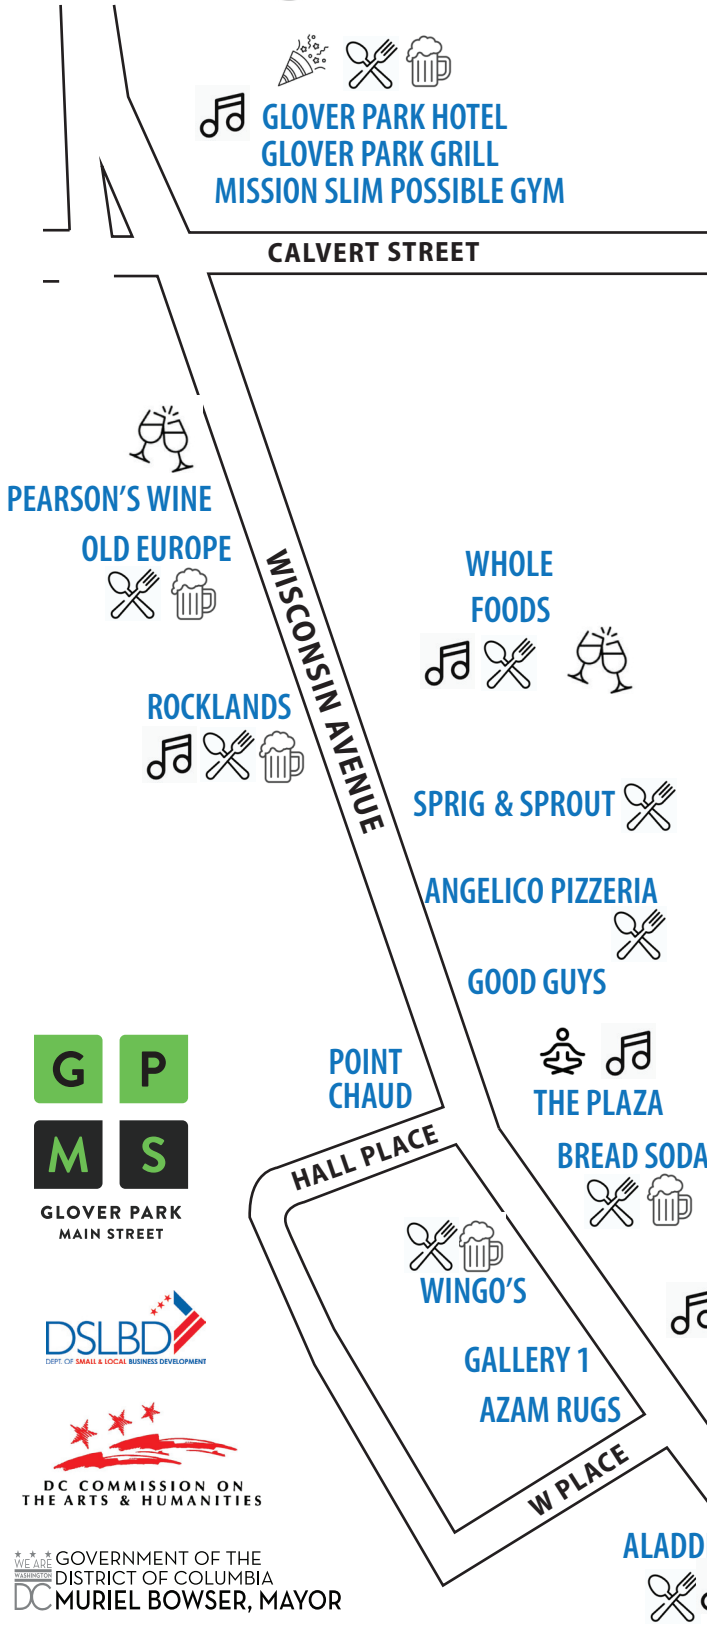 GLOVER PARK HOTEL
GLOVER PARK GRILL
MISSION SLIM POSSIBLE GYM
CALVERT STREET
PEARSON'S WINE
OLD EUROPE
WISCONSIN AVENUE
WHOLE
FOODS
ROCKLANDS
SPRIG & SPROUT
ANGELICO PIZZERIA
GOOD GUYS
POINT
CHAUD
THE PLAZA
HALL PLACE
BREAD SODA
WINGO'S
GALLERY 1
AZAM RUGS
W PLACE
ALADD
G P
M S
GLOVER PARK
MAIN STREET
DSLBD
DEPT. OF SMALL & LOCAL BUSINESS DEVELOPMENT
DC COMMISSION ON
THE ARTS & HUMANITIES
WE ARE
WASHINGTON
DC
GOVERNMENT OF THE
DISTRICT OF COLUMBIA
MURIEL BOWSER, MAYOR